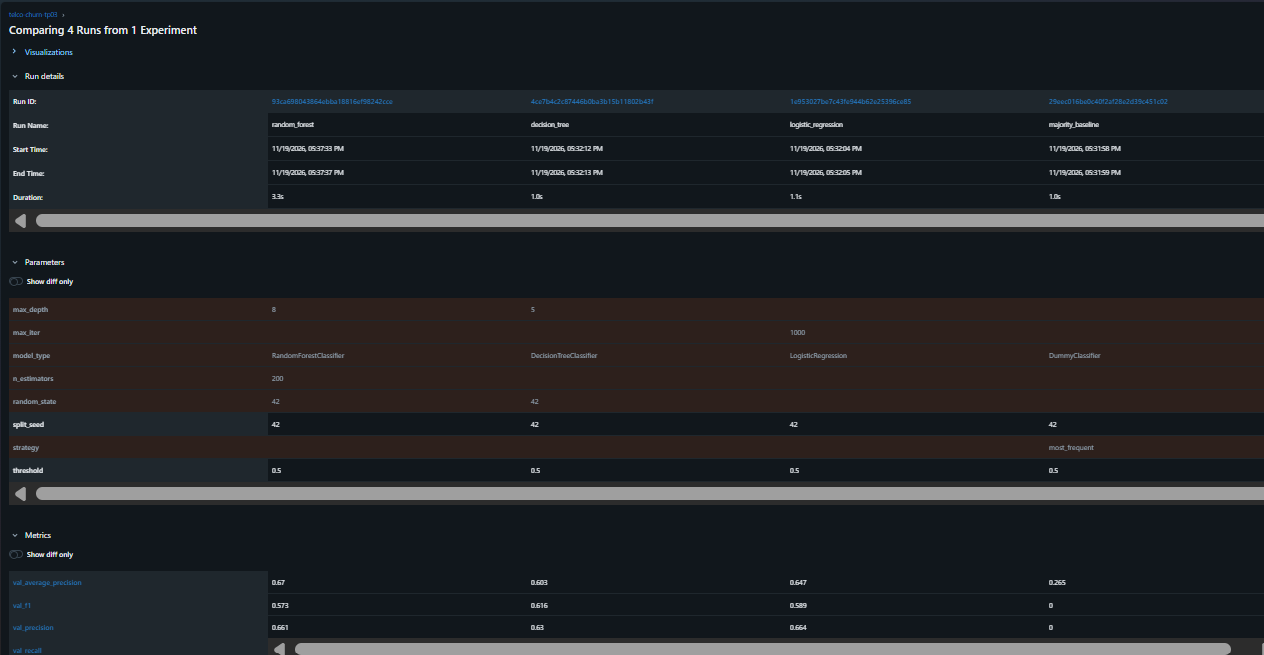 telco-churn-tp03 ›
Comparing 4 Runs from 1 Experiment
Visualizations
Run details
Run ID: 93ca698043864ebba18816ef98242cce 4ce7b4c2c87446b0ba3b15b11802b43f 1e953027be7c43fe944b62e25396ce85 29eec016be0c40f2af28e2d39c451c02
Run Name: random_forest decision_tree logistic_regression majority_baseline
Start Time: 11/19/2026, 05:37:33 PM 11/19/2026, 05:32:12 PM 11/19/2026, 05:32:04 PM 11/19/2026, 05:31:58 PM
End Time: 11/19/2026, 05:37:37 PM 11/19/2026, 05:32:13 PM 11/19/2026, 05:32:05 PM 11/19/2026, 05:31:59 PM
Duration: 3.3s 1.0s 1.1s 1.0s
Parameters
Show diff only
max_depth 8 5
max_iter 1000
model_type RandomForestClassifier DecisionTreeClassifier LogisticRegression DummyClassifier
n_estimators 200
random_state 42 42
split_seed 42 42 42 42
strategy most_frequent
threshold 0.5 0.5 0.5 0.5
Metrics
Show diff only
val_average_precision 0.67 0.603 0.647 0.265
val_f1 0.573 0.616 0.589 0
val_precision 0.661 0.63 0.664 0
val_recall